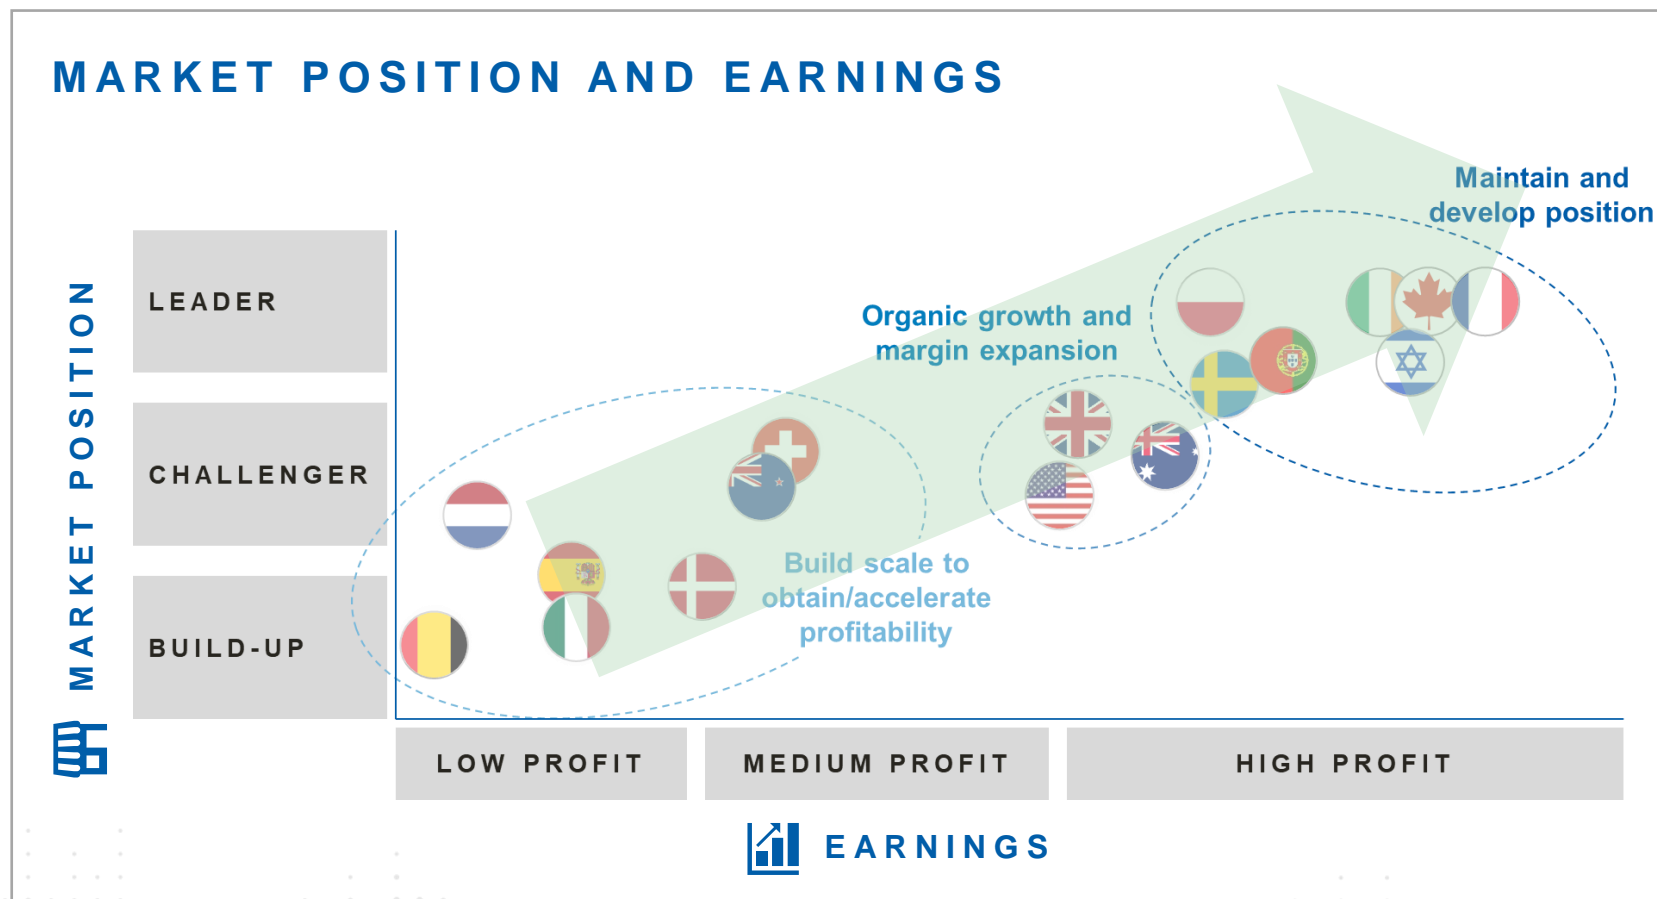 MARKET POSITION AND EARNINGS
Maintain and
develop position
LEADER
Organic growth and
margin expansion
MARKET POSITION
CHALLENGER
Build scale to
obtain/accelerate
profitability
BUILD-UP
LOW PROFIT
MEDIUM PROFIT
HIGH PROFIT
EARNINGS